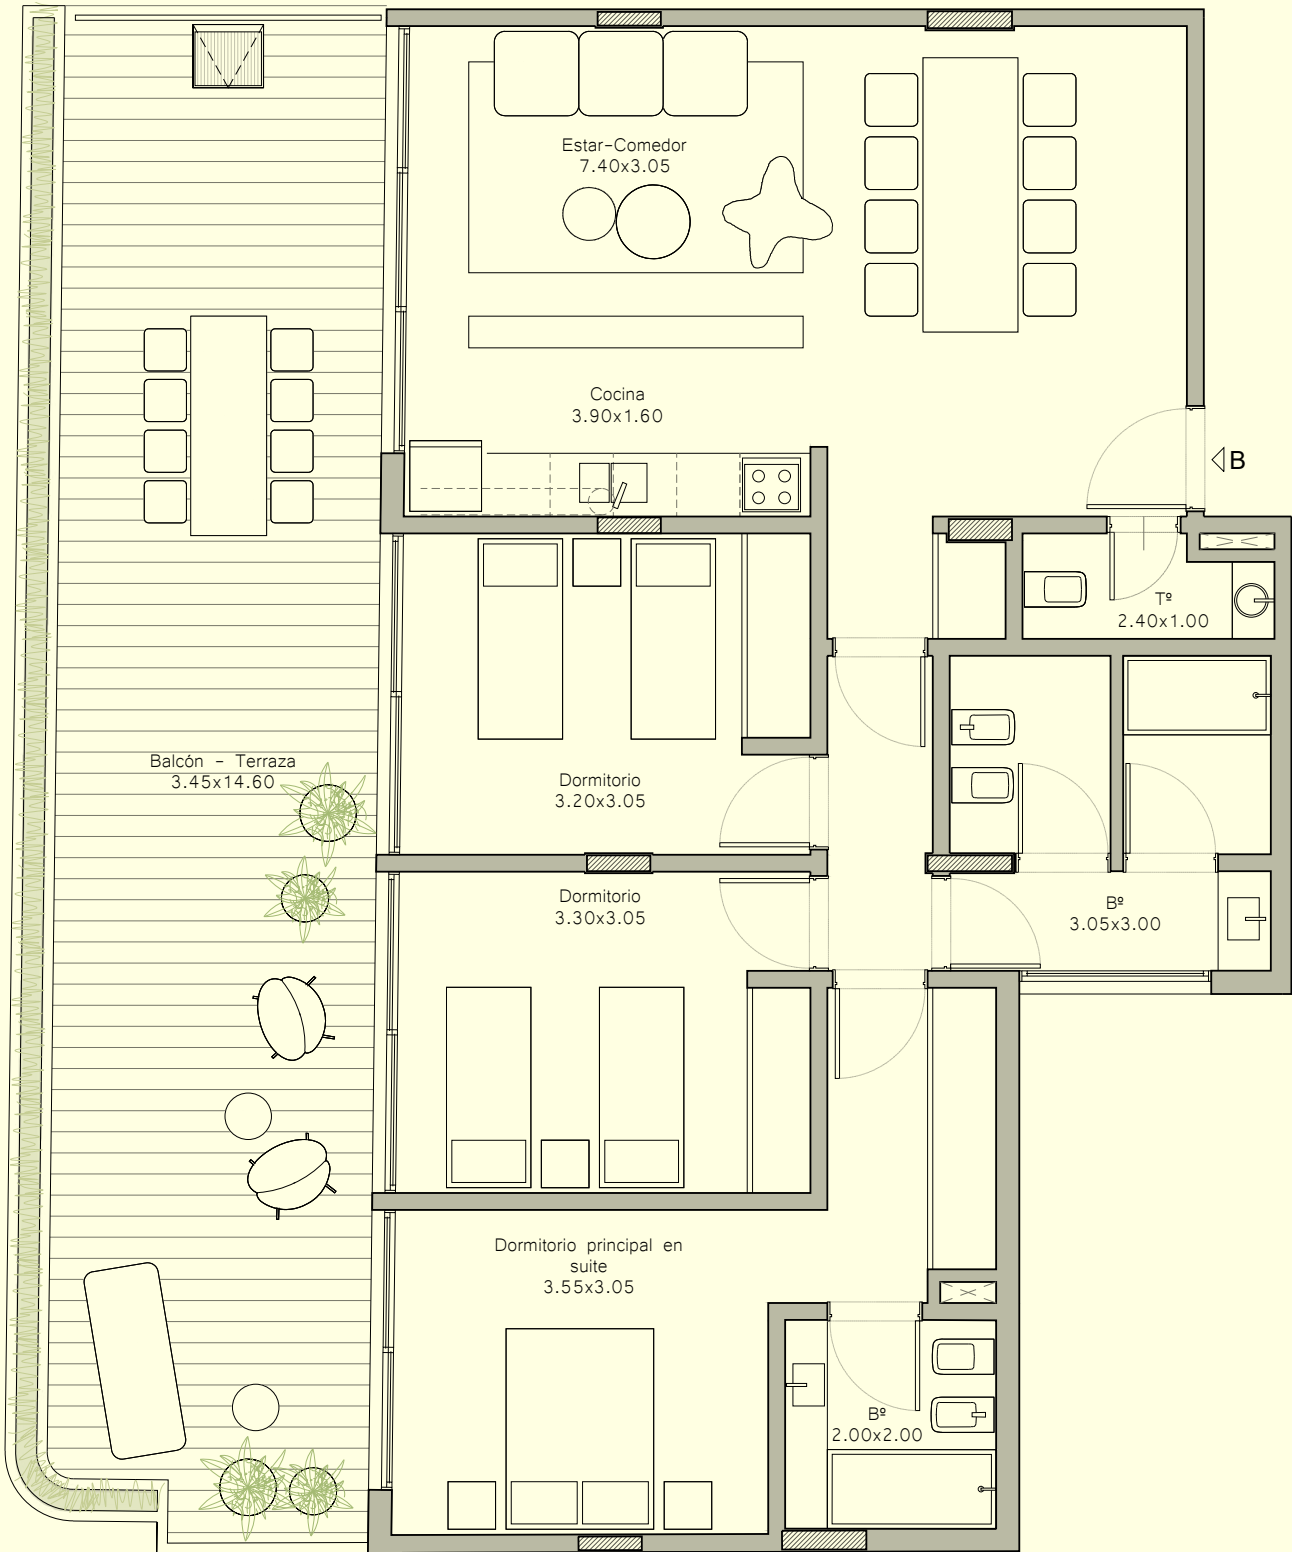 Estar-Comedor
7.40x3.05
Cocina
3.90x1.60
B
Tº
2.40x1.00
Balcón - Terraza
3.45x14.60
Dormitorio
3.20x3.05
Dormitorio
3.30x3.05
Bº
3.05x3.00
Dormitorio principal en
suite
3.55x3.05
Bº
2.00x2.00